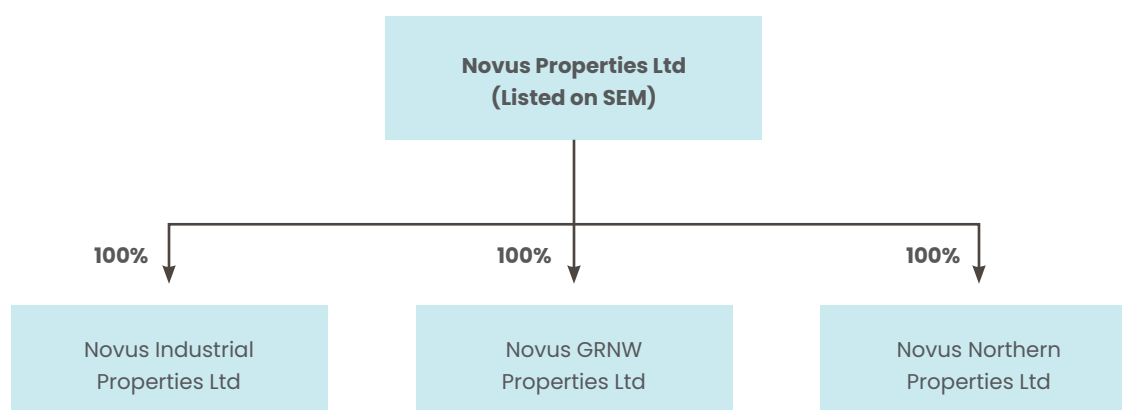 Novus Properties Ltd
(Listed on SEM)
100%
100%
100%
Novus Industrial
Properties Ltd
Novus GRNW
Properties Ltd
Novus Northern
Properties Ltd